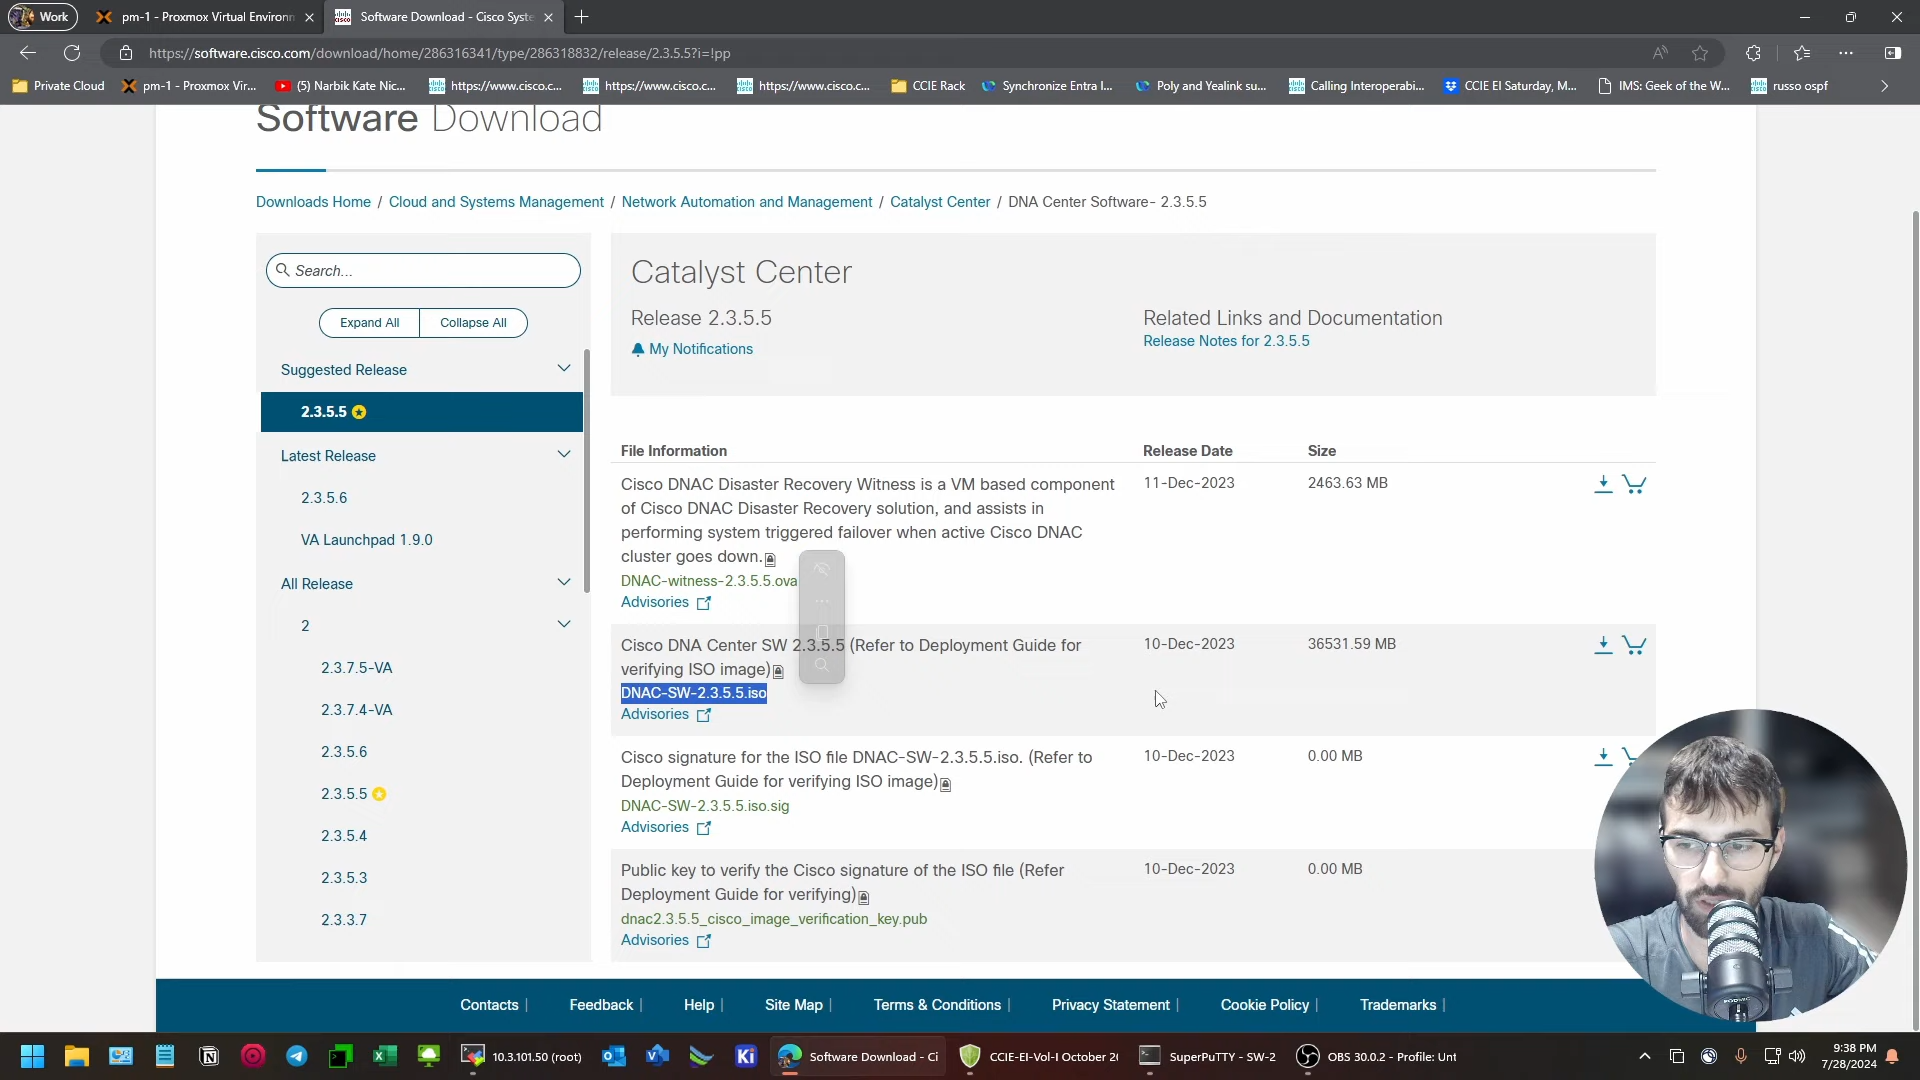 Work
pm-1 - Proxmox Virtual Environn
Software Download - Cisco Syste
https://software.cisco.com/download/home/286316341/type/286318832/release/2.3.5.5?i=!pp
Private Cloud
pm-1 - Proxmox Vir...
(5) Narbik Kate Nic...
https://www.cisco.c...
https://www.cisco.c...
https://www.cisco.c...
CCIE Rack
Synchronize Entra I...
Poly and Yealink su...
Calling Interoperabi...
CCIE EI Saturday, M...
IMS: Geek of the W...
russo ospf
Software Download
Downloads Home / Cloud and Systems Management / Network Automation and Management / Catalyst Center / DNA Center Software- 2.3.5.5
Search...
Expand All
Collapse All
Suggested Release
2.3.5.5
Latest Release
2.3.5.6
VA Launchpad 1.9.0
All Release
2
2.3.7.5-VA
2.3.7.4-VA
2.3.5.6
2.3.5.5
2.3.5.4
2.3.5.3
2.3.3.7
Catalyst Center
Release 2.3.5.5
My Notifications
Related Links and Documentation
Release Notes for 2.3.5.5
File Information
Release Date
Size
Cisco DNAC Disaster Recovery Witness is a VM based component
of Cisco DNAC Disaster Recovery solution, and assists in
performing system triggered failover when active Cisco DNAC
cluster goes down.
DNAC-witness-2.3.5.5.ova
Advisories
11-Dec-2023
2463.63 MB
Cisco DNA Center SW 2.3.5.5 (Refer to Deployment Guide for
verifying ISO image)
DNAC-SW-2.3.5.5.iso
Advisories
10-Dec-2023
36531.59 MB
Cisco signature for the ISO file DNAC-SW-2.3.5.5.iso. (Refer to
Deployment Guide for verifying ISO image)
DNAC-SW-2.3.5.5.iso.sig
Advisories
10-Dec-2023
0.00 MB
Public key to verify the Cisco signature of the ISO file (Refer
Deployment Guide for verifying)
dnac2.3.5.5_cisco_image_verification_key.pub
Advisories
10-Dec-2023
0.00 MB
Contacts |
Feedback |
Help |
Site Map |
Terms & Conditions |
Privacy Statement |
Cookie Policy |
Trademarks |
10.3.101.50 (root)
Software Download - Ci
CCIE-EI-Vol-I October 2
SuperPuTTY - SW-2
OBS 30.0.2 - Profile: Unt
9:38 PM
7/28/2024